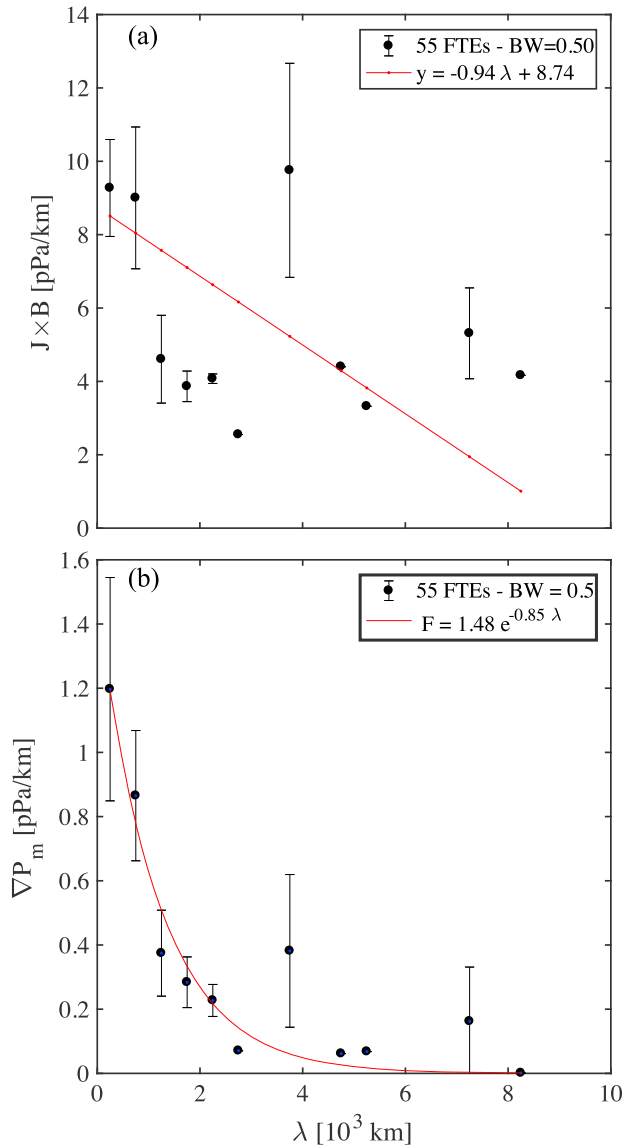 (a)
55 FTEs - BW=0.50
y = -0.94 λ + 8.74
14
12
10
8
6
4
2
0
J×B [pPa/km]
(b)
55 FTEs - BW = 0.5
F = 1.48 e^-0.85 λ
1.6
1.4
1.2
1
0.8
0.6
0.4
0.2
0
∇P_m [pPa/km]
0 2 4 6 8 10
λ [10^3 km]